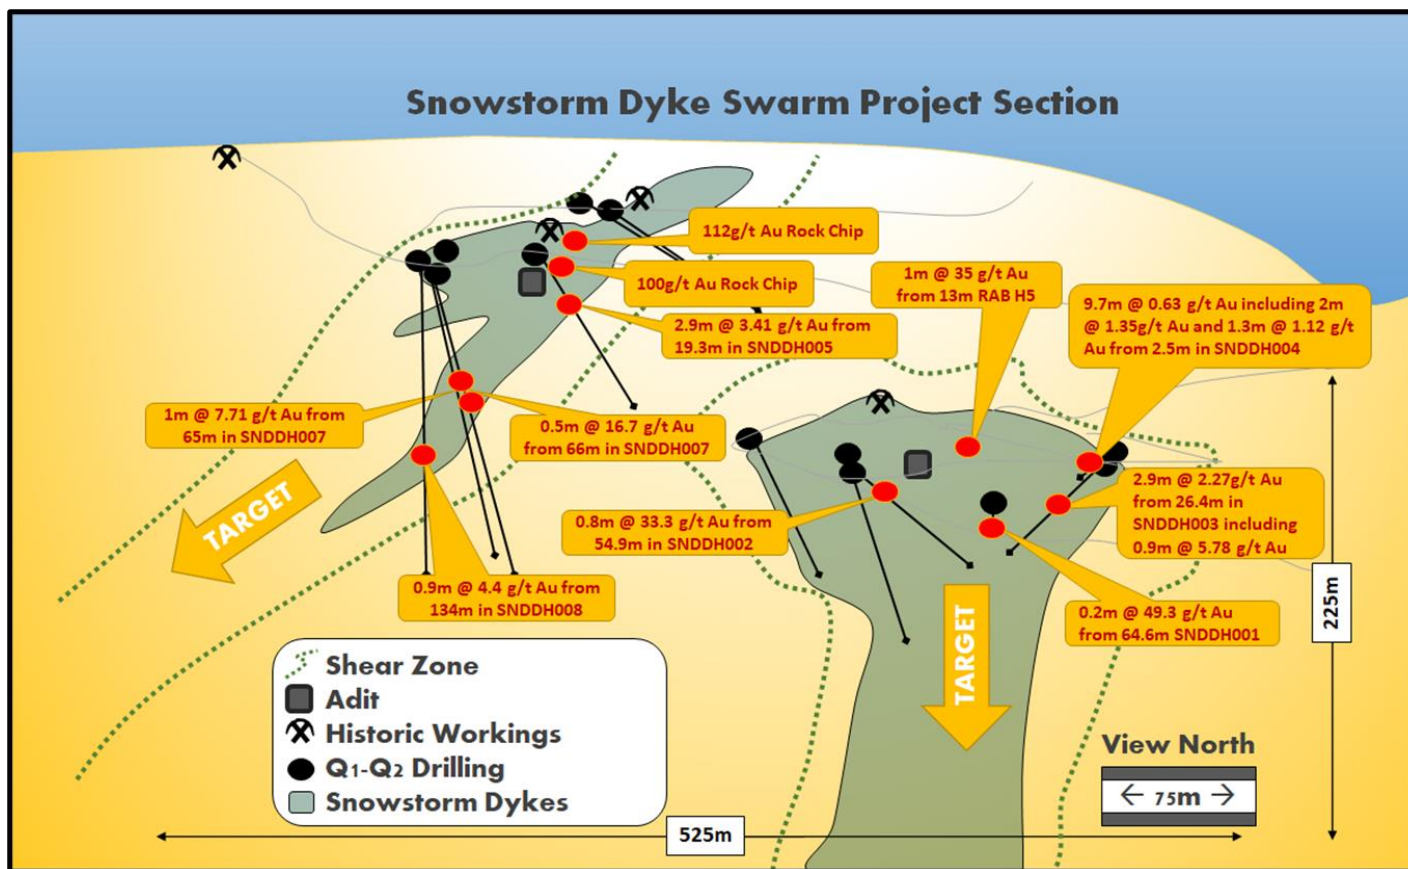 Snowstorm Dyke Swarm Project Section
112g/t Au Rock Chip
100g/t Au Rock Chip
2.9m @ 3.41 g/t Au from
19.3m in SNDDH005
1m @ 35 g/t Au
from 13m RAB H5
9.7m @ 0.63 g/t Au including 2m
@ 1.35g/t Au and 1.3m @ 1.12 g/t
Au from 2.5m in SNDDH004
1m @ 7.71 g/t Au from
65m in SNDDH007
0.5m @ 16.7 g/t Au
from 66m in SNDDH007
0.8m @ 33.3 g/t Au from
54.9m in SNDDH002
2.9m @ 2.27g/t Au
from 26.4m in
SNDDH003 including
0.9m @ 5.78 g/t Au
0.9m @ 4.4 g/t Au from
134m in SNDDH008
0.2m @ 49.3 g/t Au
from 64.6m SNDDH001
TARGET
TARGET
225m
Shear Zone
Adit
Historic Workings
Q1-Q2 Drilling
Snowstorm Dykes
View North
75m
525m